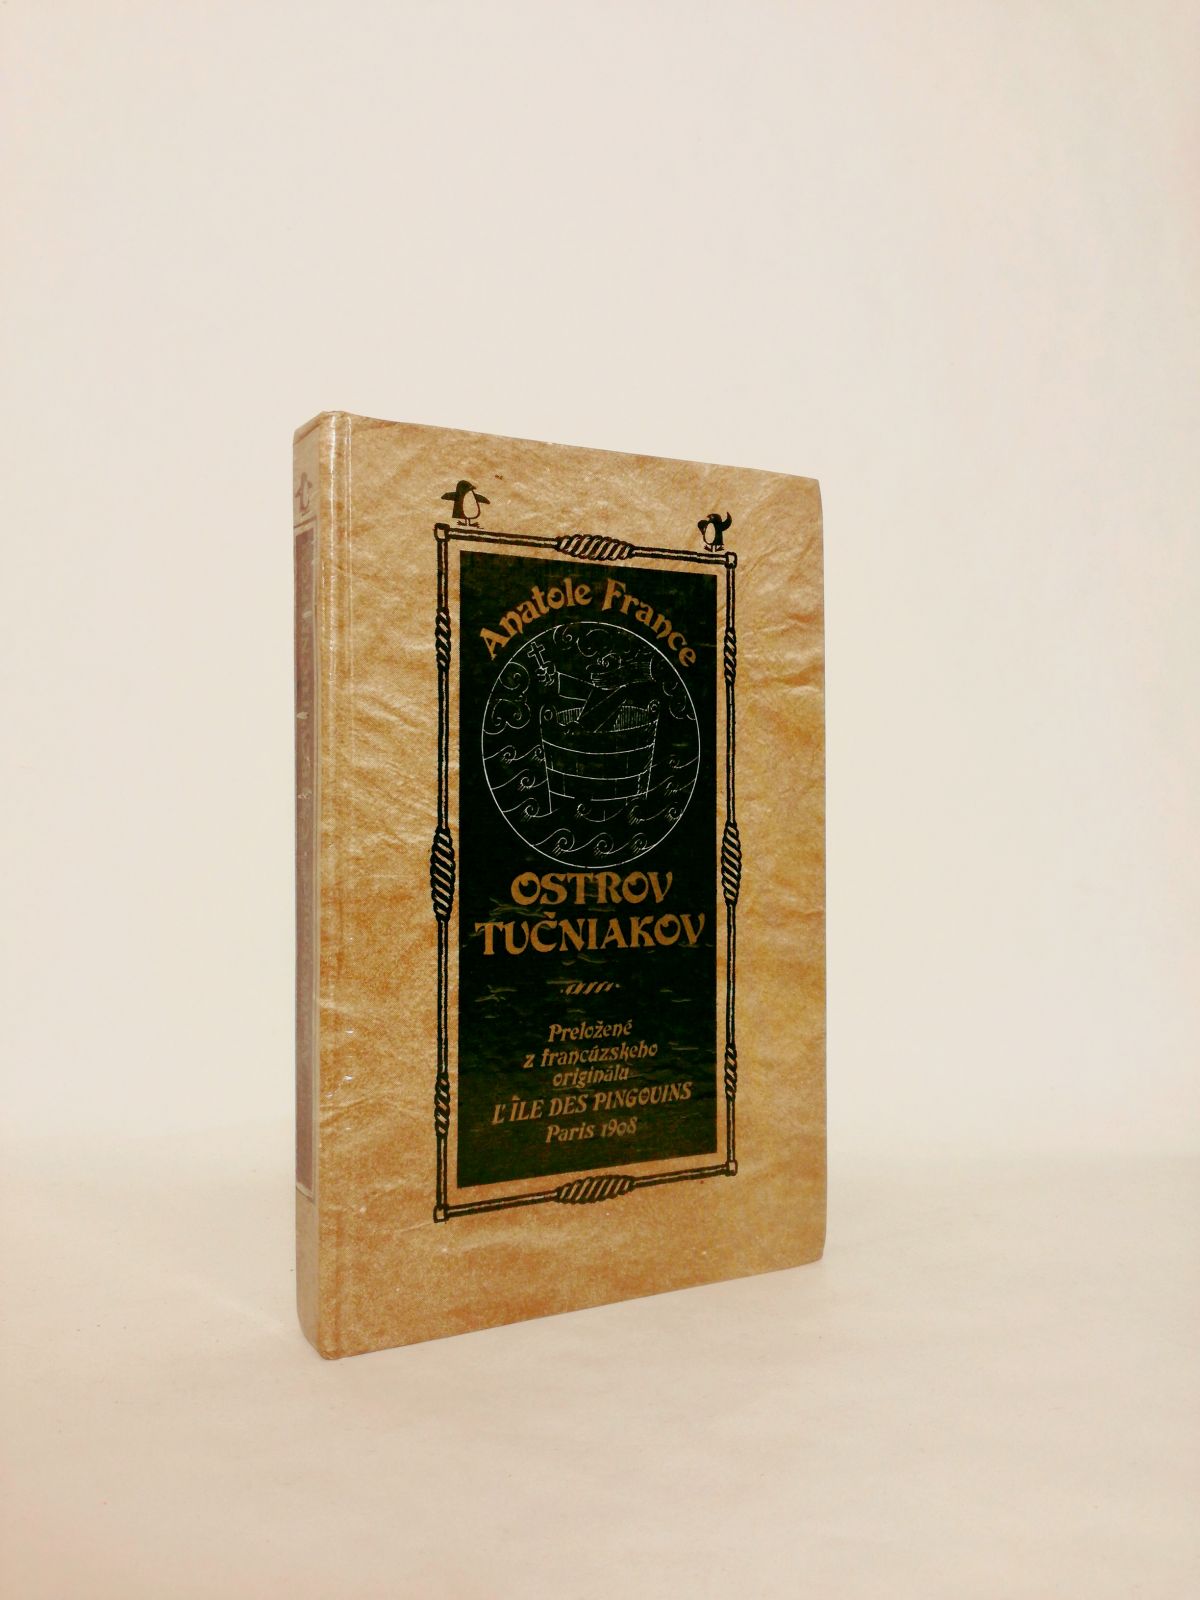 Anatole France
OSTROV
TUČNIAKOV
Preložené
z francúzskeho
originálu
L'ÎLE DES PINGOUINS
Paris 1908